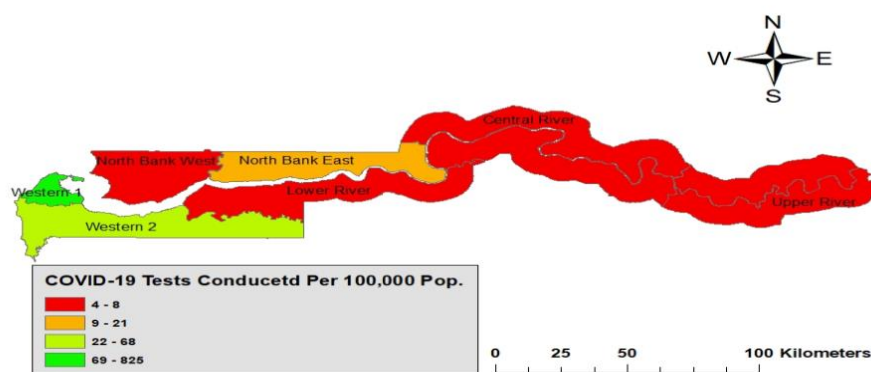 N
W E
S
Central River
North Bank West
North Bank East
Western 1
Lower River
Upper River
Western 2
COVID-19 Tests Conducetd Per 100,000 Pop.
4 - 8
9 - 21
22 - 68
69 - 825
0 25 50 100 Kilometers